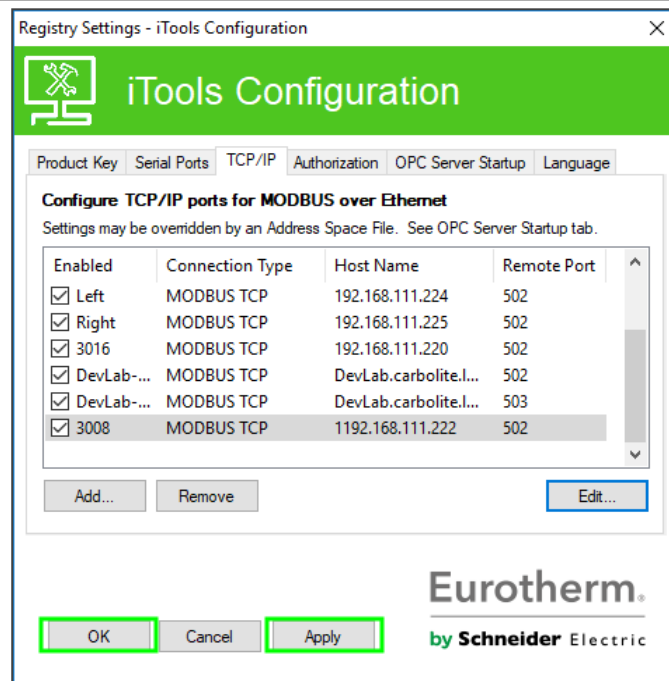 Registry Settings - iTools Configuration
iTools Configuration
Product Key Serial Ports TCP/IP Authorization OPC Server Startup Language
Configure TCP/IP ports for MODBUS over Ethernet
Settings may be overridden by an Address Space File. See OPC Server Startup tab.
Enabled Connection Type Host Name Remote Port
Left MODBUS TCP 192.168.111.224 502
Right MODBUS TCP 192.168.111.225 502
3016 MODBUS TCP 192.168.111.220 502
DevLab-... MODBUS TCP DevLab.carbolite.l... 502
DevLab-... MODBUS TCP DevLab.carbolite.l... 503
3008 MODBUS TCP 1192.168.111.222 502
Add... Remove Edit...
Eurotherm®
OK Cancel Apply by Schneider Electric